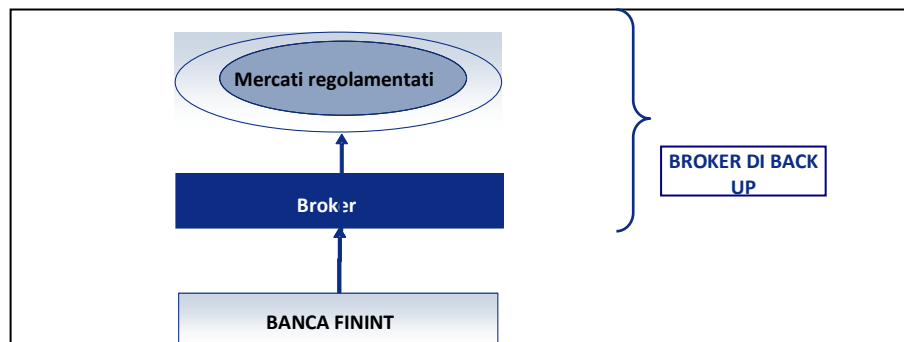 Mercati regolamentati
BROKER DI BACK
UP
Broker
BANCA FININT